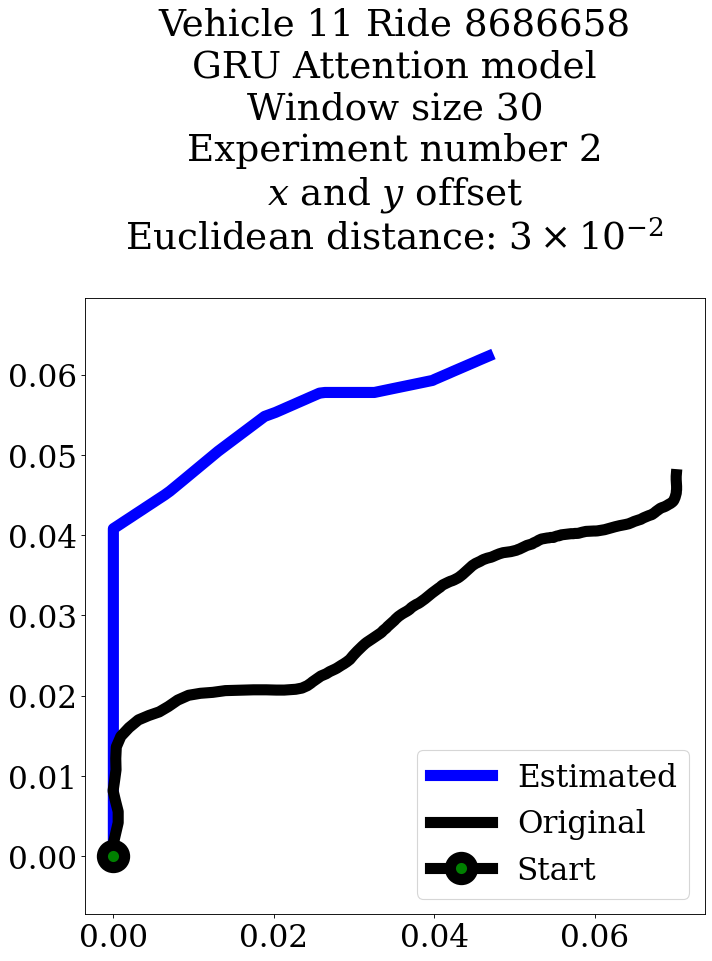 Vehicle 11 Ride 8686658
GRU Attention model
Window size 30
Experiment number 2
x and y offset
Euclidean distance: 3 × 10⁻²
0.06
0.05
0.04
0.03
0.02
0.01
0.00
Estimated
Original
Start
0.00 0.02 0.04 0.06